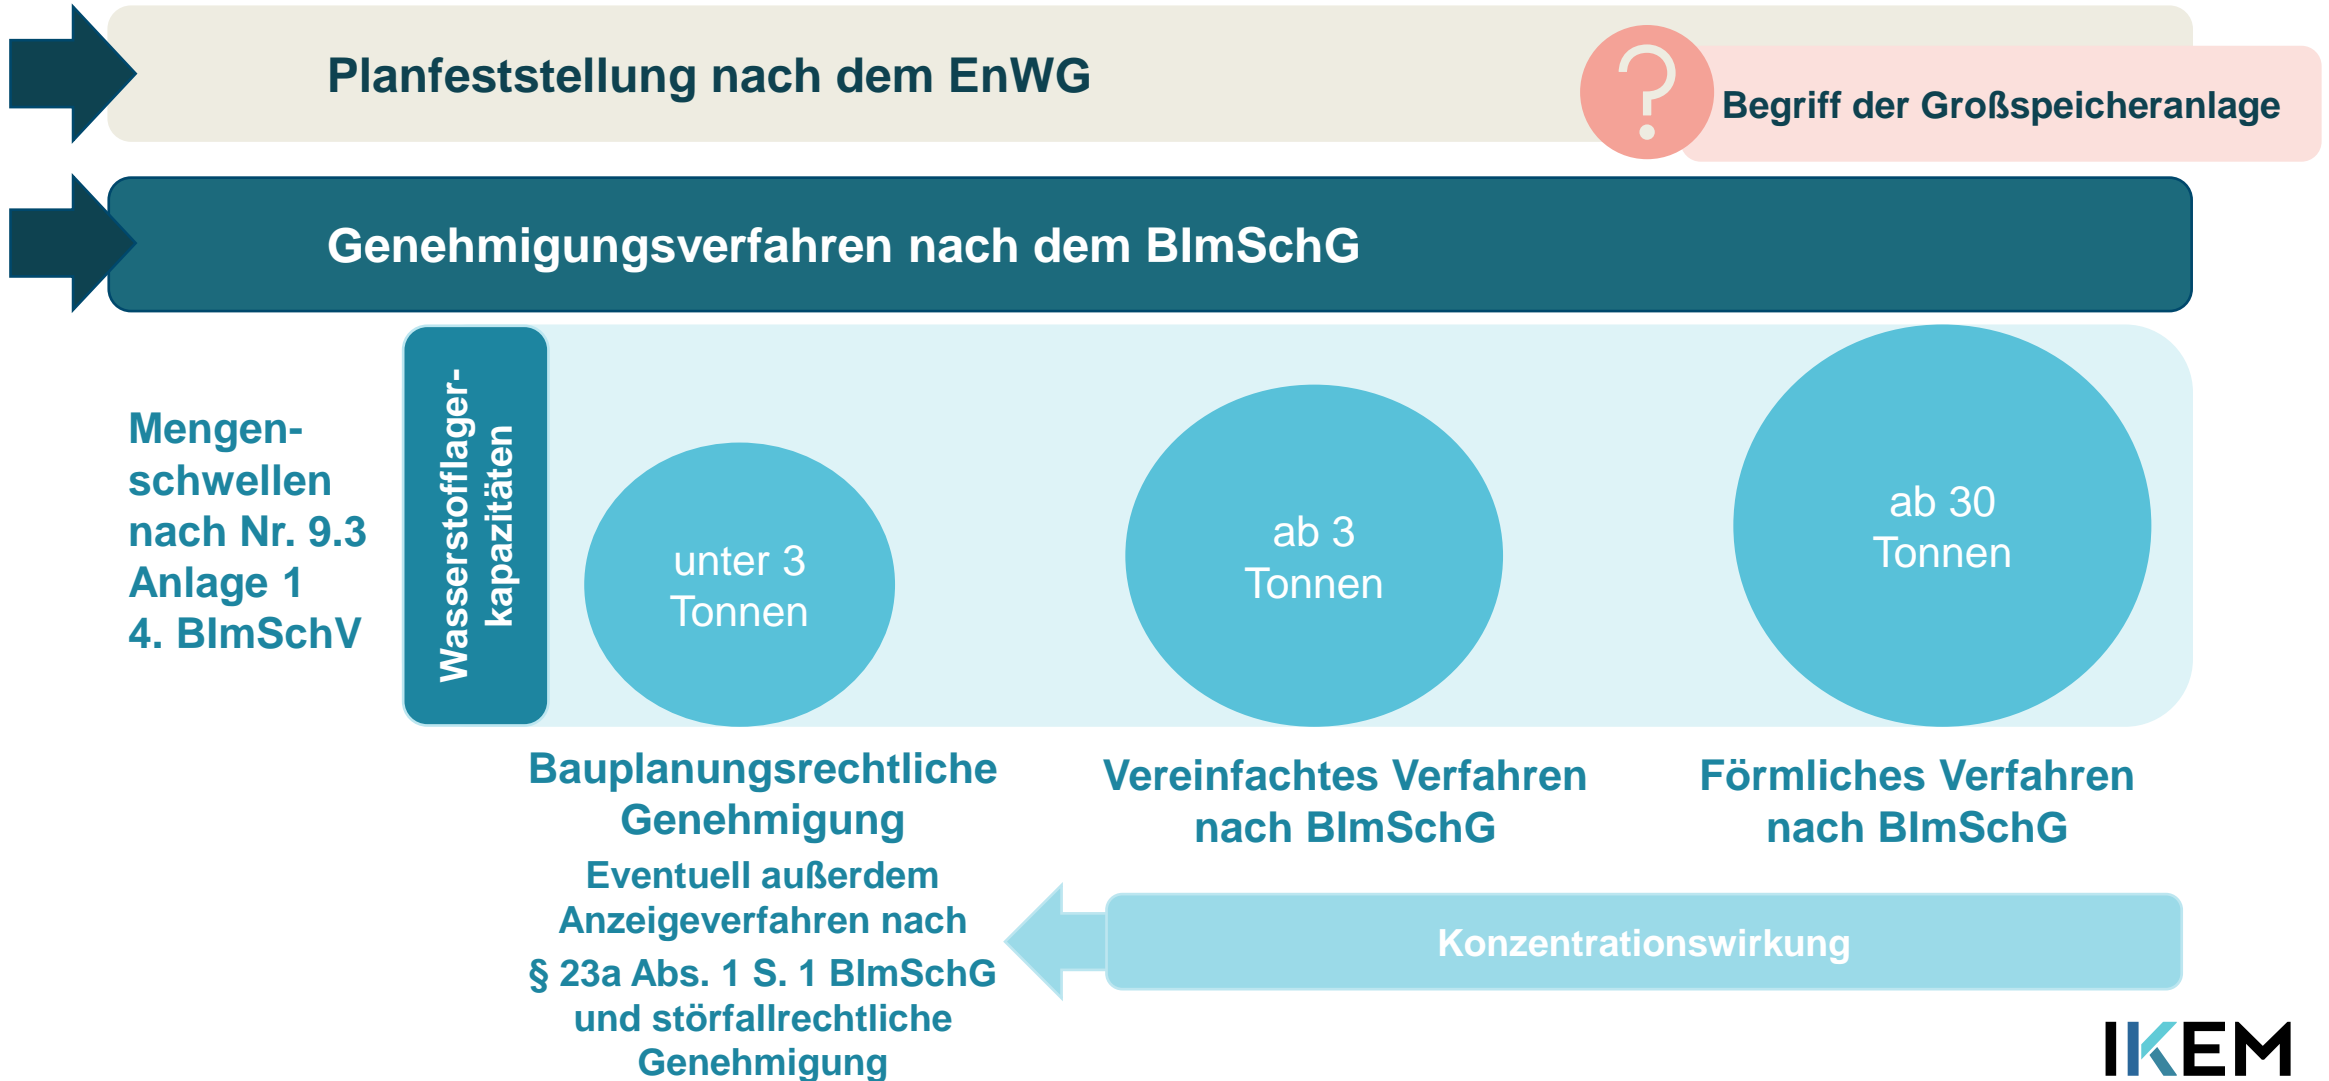 Planfeststellung nach dem EnWG
?
Begriff der Großspeicheranlage
Genehmigungsverfahren nach dem BImSchG
Mengen-
schwellen
nach Nr. 9.3
Anlage 1
4. BImSchV
Wasserstofflager-
kapazitäten
unter 3
Tonnen
ab 3
Tonnen
ab 30
Tonnen
Bauplanungsrechtliche
Genehmigung
Eventuell außerdem
Anzeigeverfahren nach
§ 23a Abs. 1 S. 1 BImSchG
und störfallrechtliche
Genehmigung
Vereinfachtes Verfahren
nach BImSchG
Förmliches Verfahren
nach BImSchG
Konzentrationswirkung
IKEM